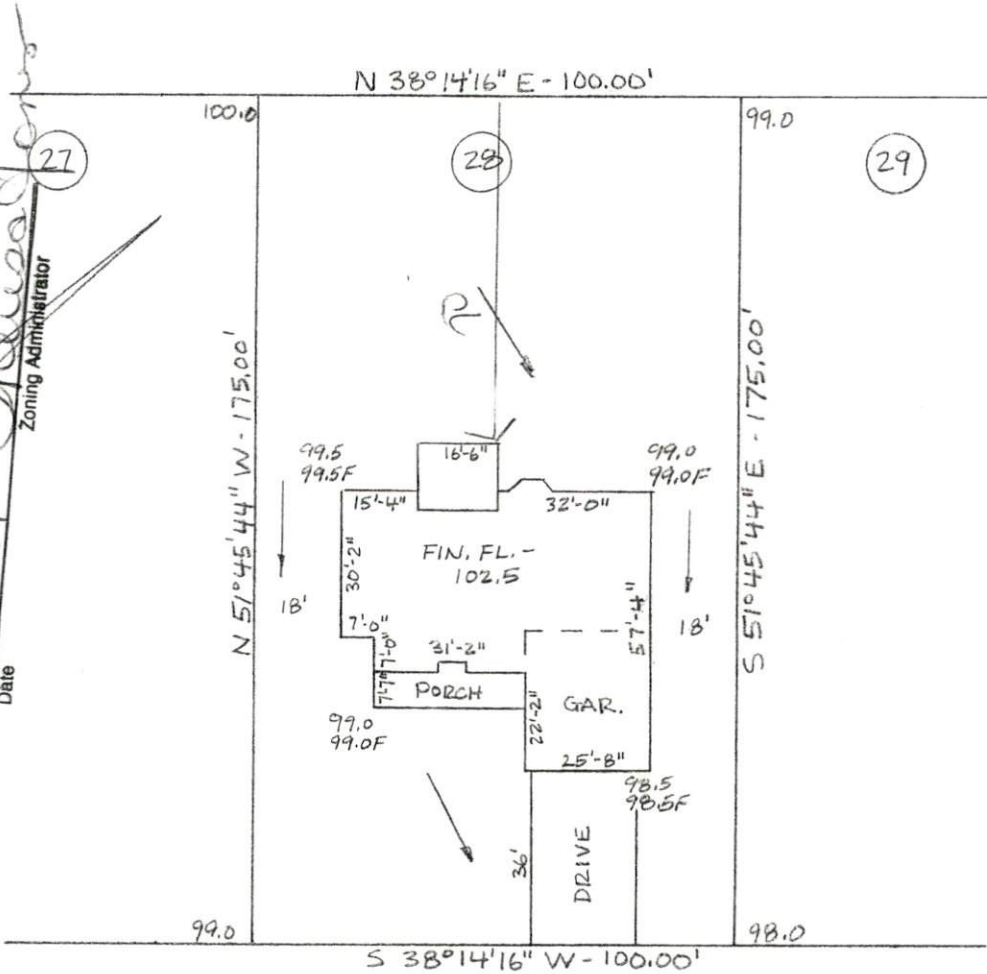 N 38°14'16" E - 100.00'
100.0
99.0
27
28
29
Zoning Administrator
Date
N 51°45'44" W - 175.00'
S 51°45'44" E - 175.00'
99.5
99.5F
16'-6"
99.0
99.0F
15'-4"
32'-0"
FIN. FL. -
102.5
30'-2"
57'-4"
18'
18'
7'-0"
7'-0"
31'-2"
7'-7"
PORCH
22'-2"
GAR.
99.0
99.0F
25'-8"
98.5
98.5F
36'
DRIVE
99.0
98.0
S 38°14'16" W - 100.00'